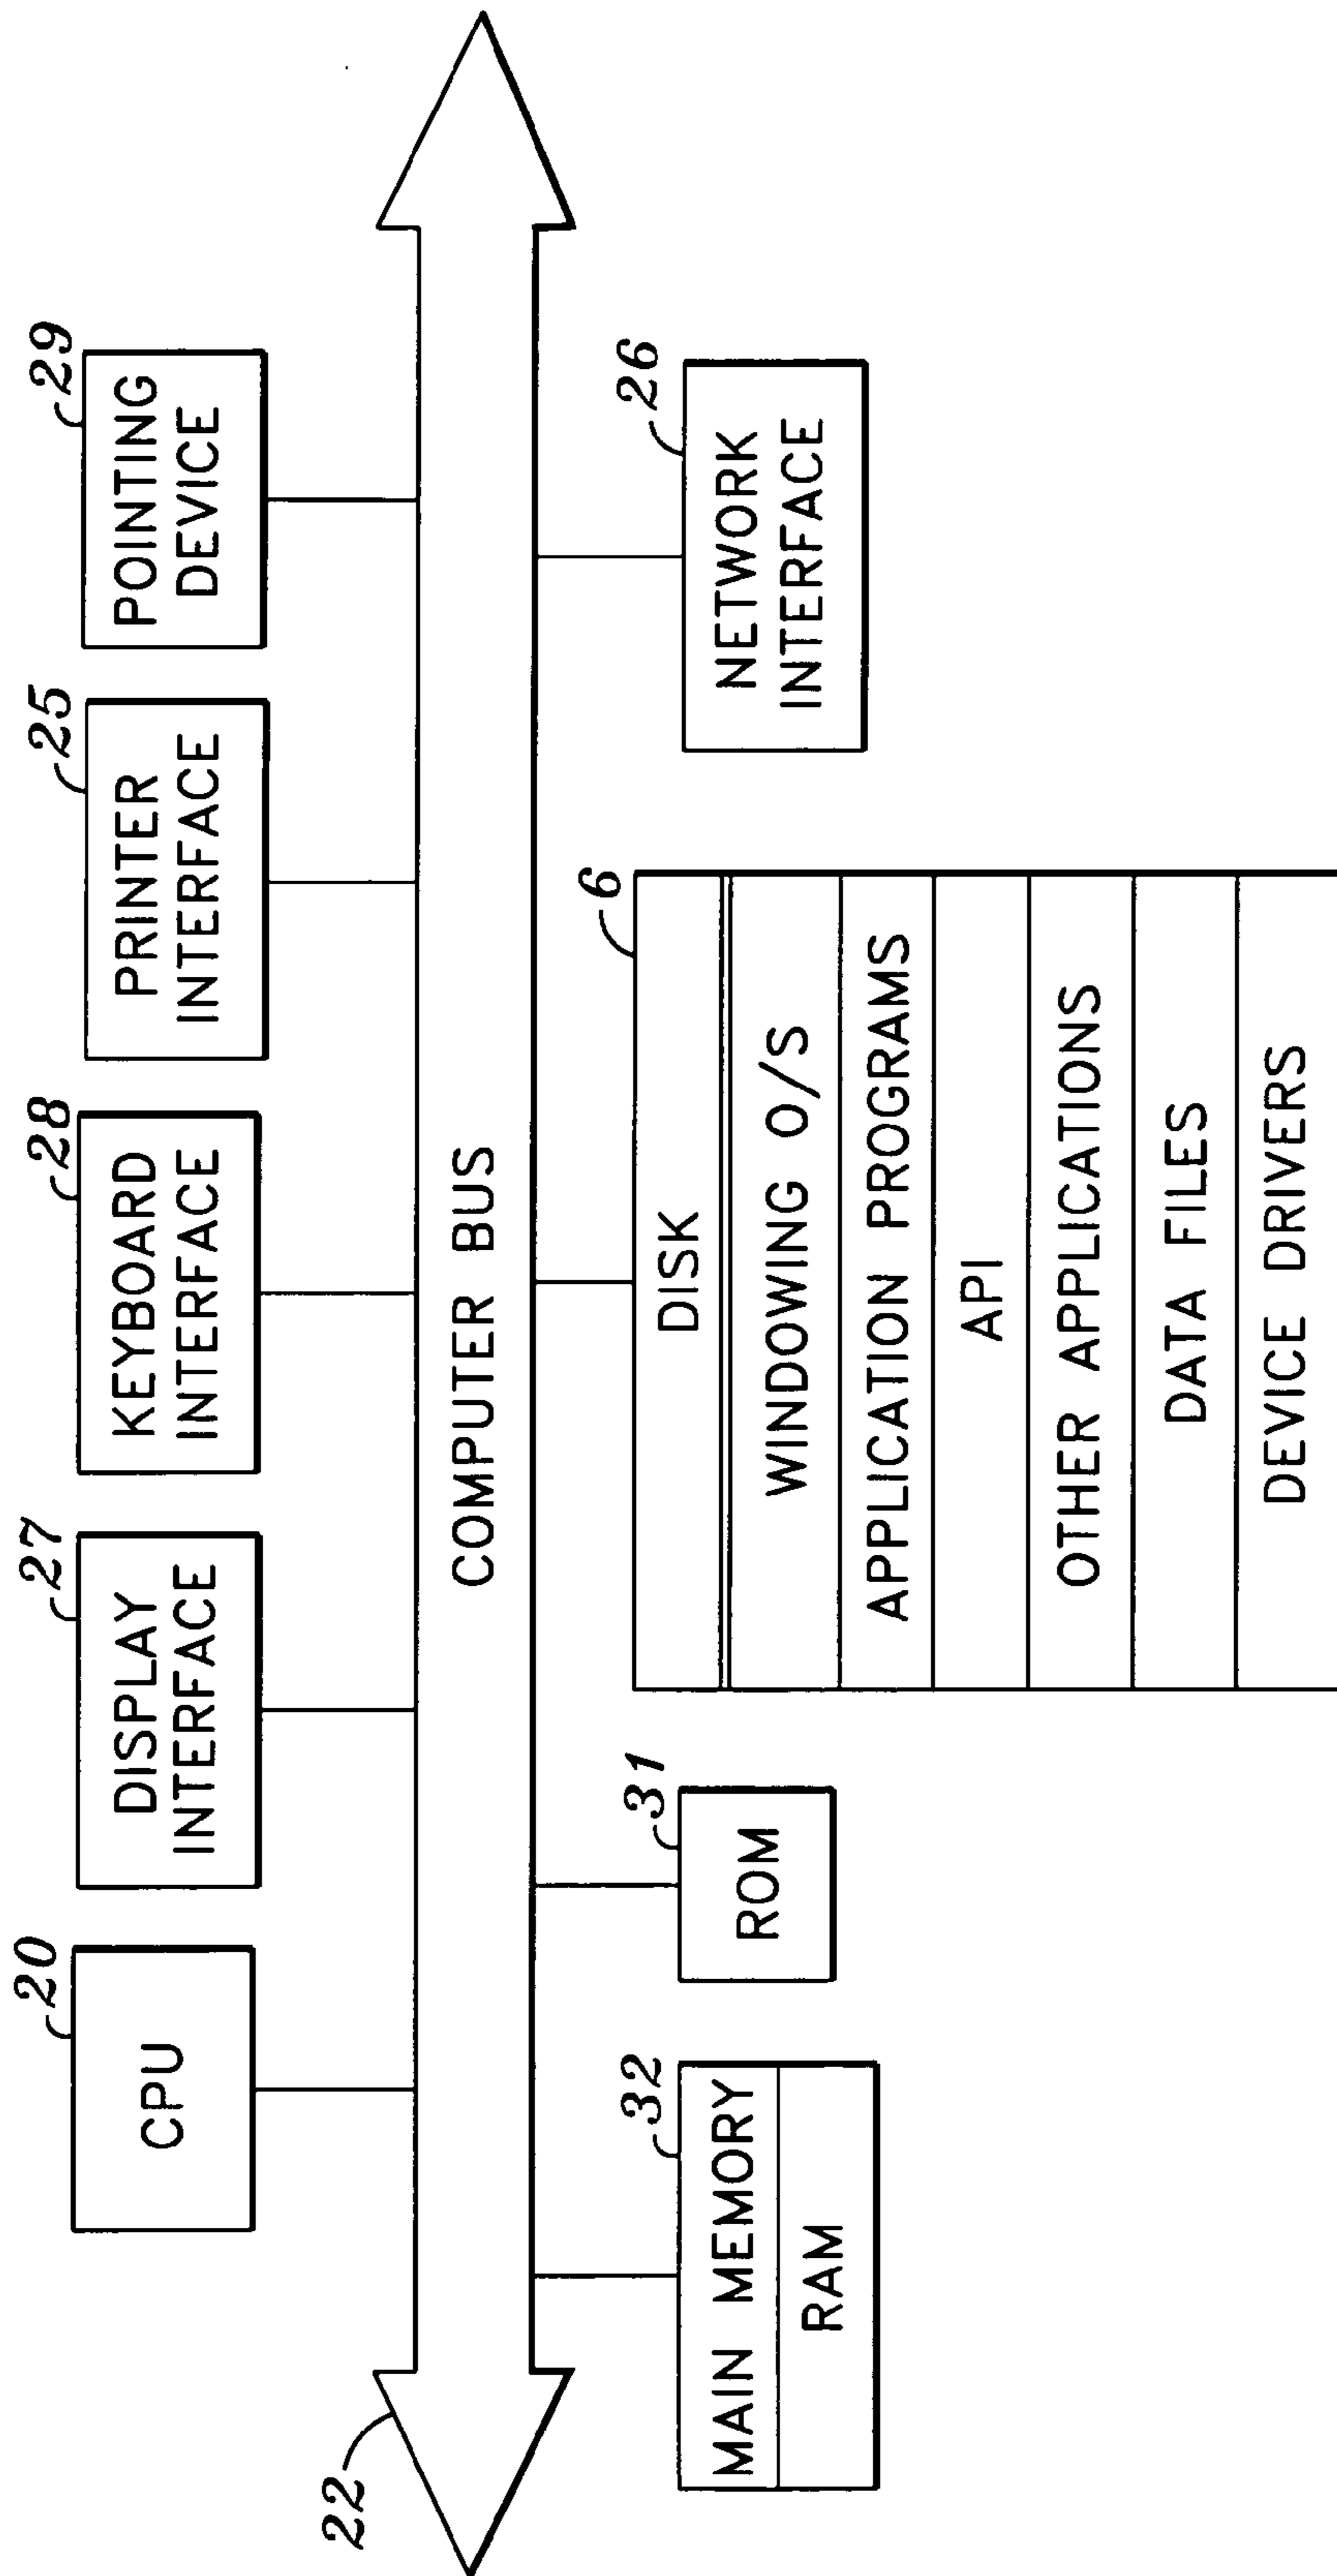 20
CPU
27
DISPLAY
INTERFACE
28
KEYBOARD
INTERFACE
25
PRINTER
INTERFACE
29
POINTING
DEVICE
22
COMPUTER BUS
32
MAIN MEMORY
RAM
31
ROM
6
DISK
WINDOWING O/S
APPLICATION PROGRAMS
API
OTHER APPLICATIONS
DATA FILES
DEVICE DRIVERS
26
NETWORK
INTERFACE